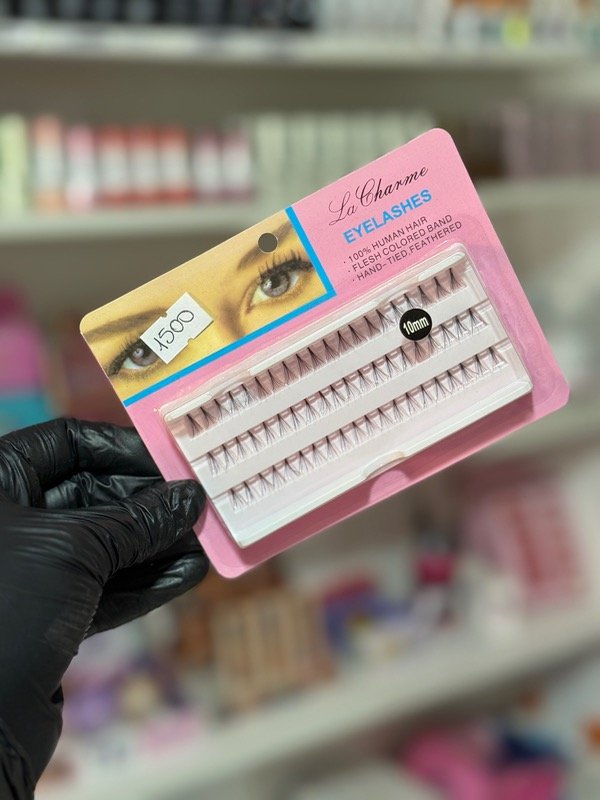 La Charme
EYELASHES
· 100% HUMAN HAIR
· FLESH COLORED BAND
· HAND-TIED.FEATHERED
1500
10mm